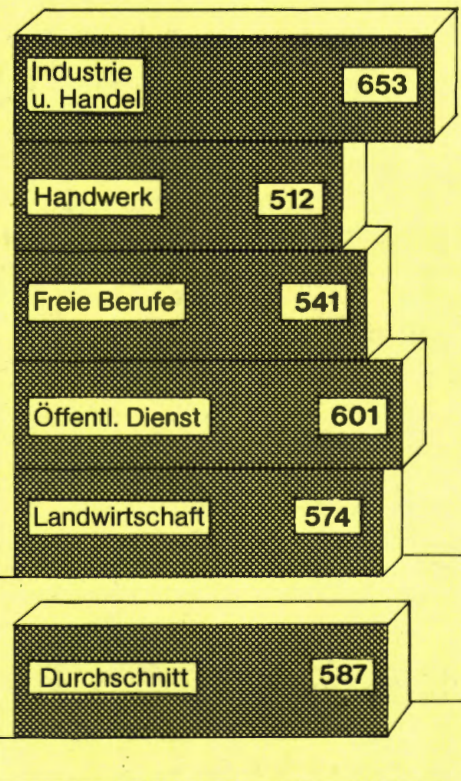 Industrie
u. Handel 653
Handwerk 512
Freie Berufe 541
Öffentl. Dienst 601
Landwirtschaft 574
Durchschnitt 587